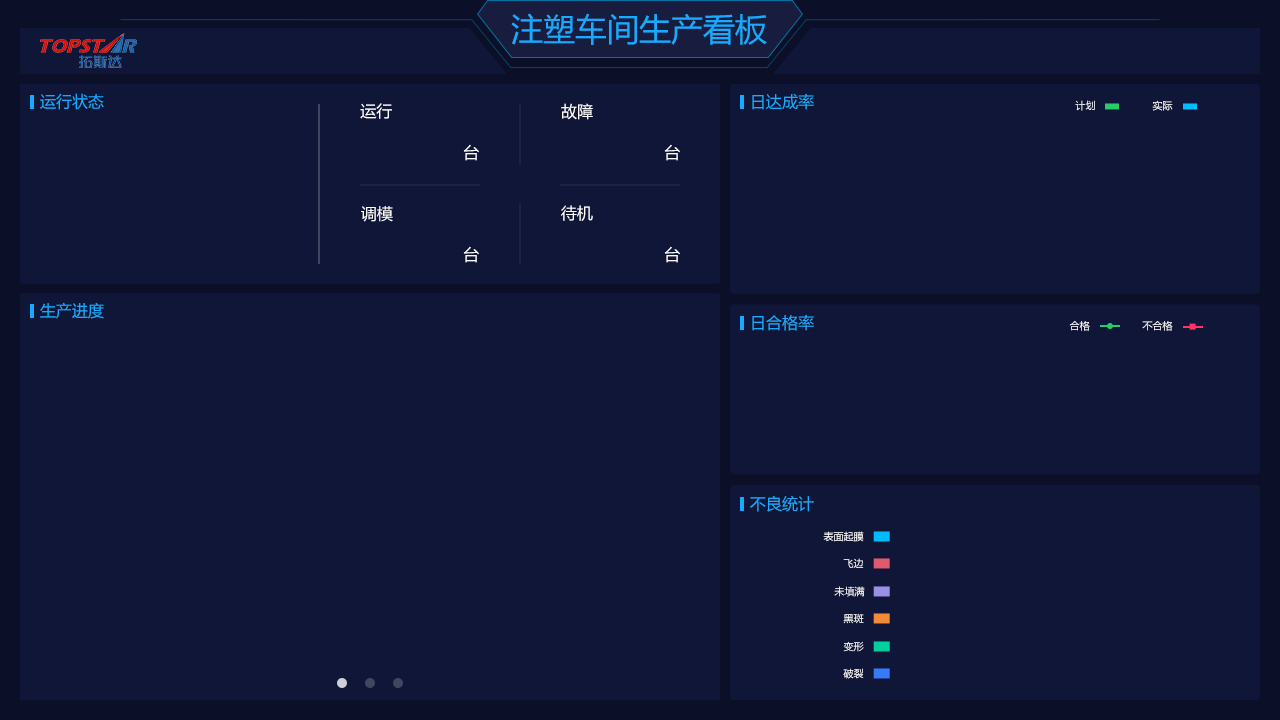 注塑车间生产看板
TOPSTAR
拓斯达
运行状态
运行
台
故障
台
调模
台
待机
台
生产进度
日达成率
计划
实际
日合格率
合格
不合格
不良统计
表面起膜
飞边
未填满
黑斑
变形
破裂